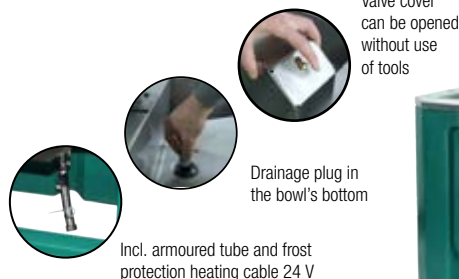 Valve cover
can be opened
without use
of tools
Drainage plug in
the bowl's bottom
Incl. armoured tube and frost
protection heating cable 24 V